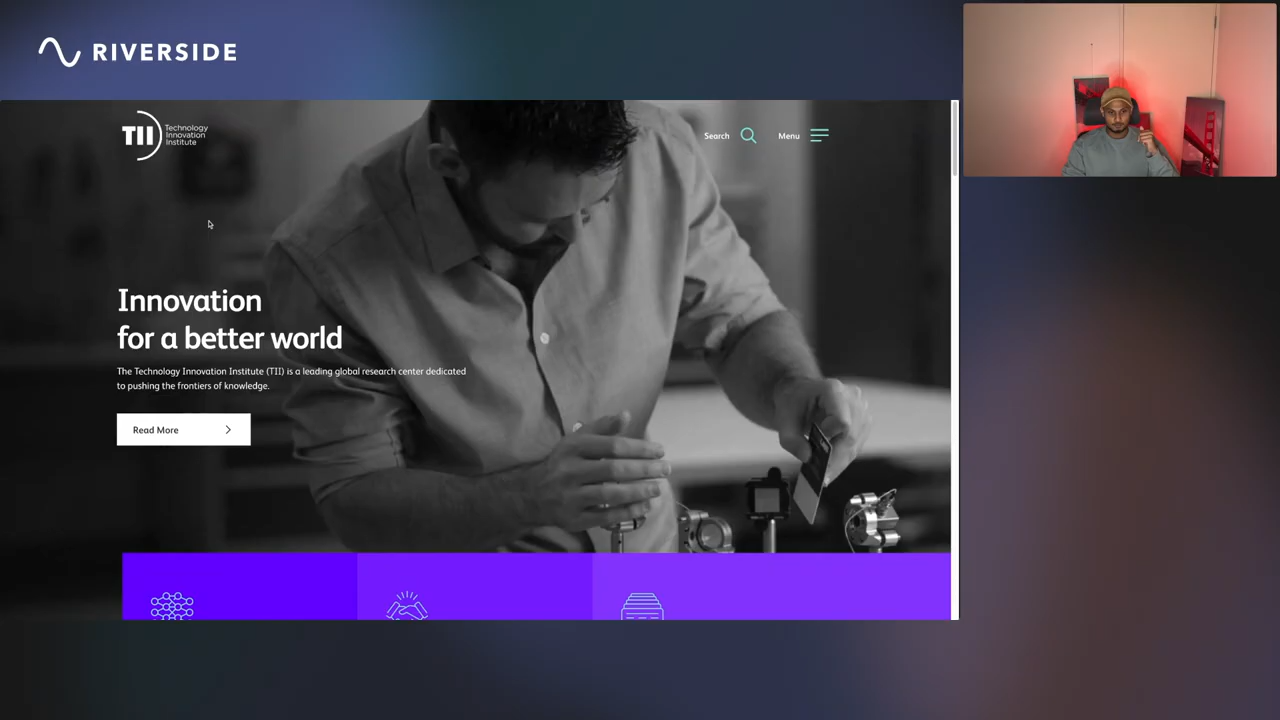 RIVERSIDE
TII
Technology
Innovation
Institute
Search
Menu
Innovation
for a better world
The Technology Innovation Institute (TII) is a leading global research center dedicated
to pushing the frontiers of knowledge.
Read More